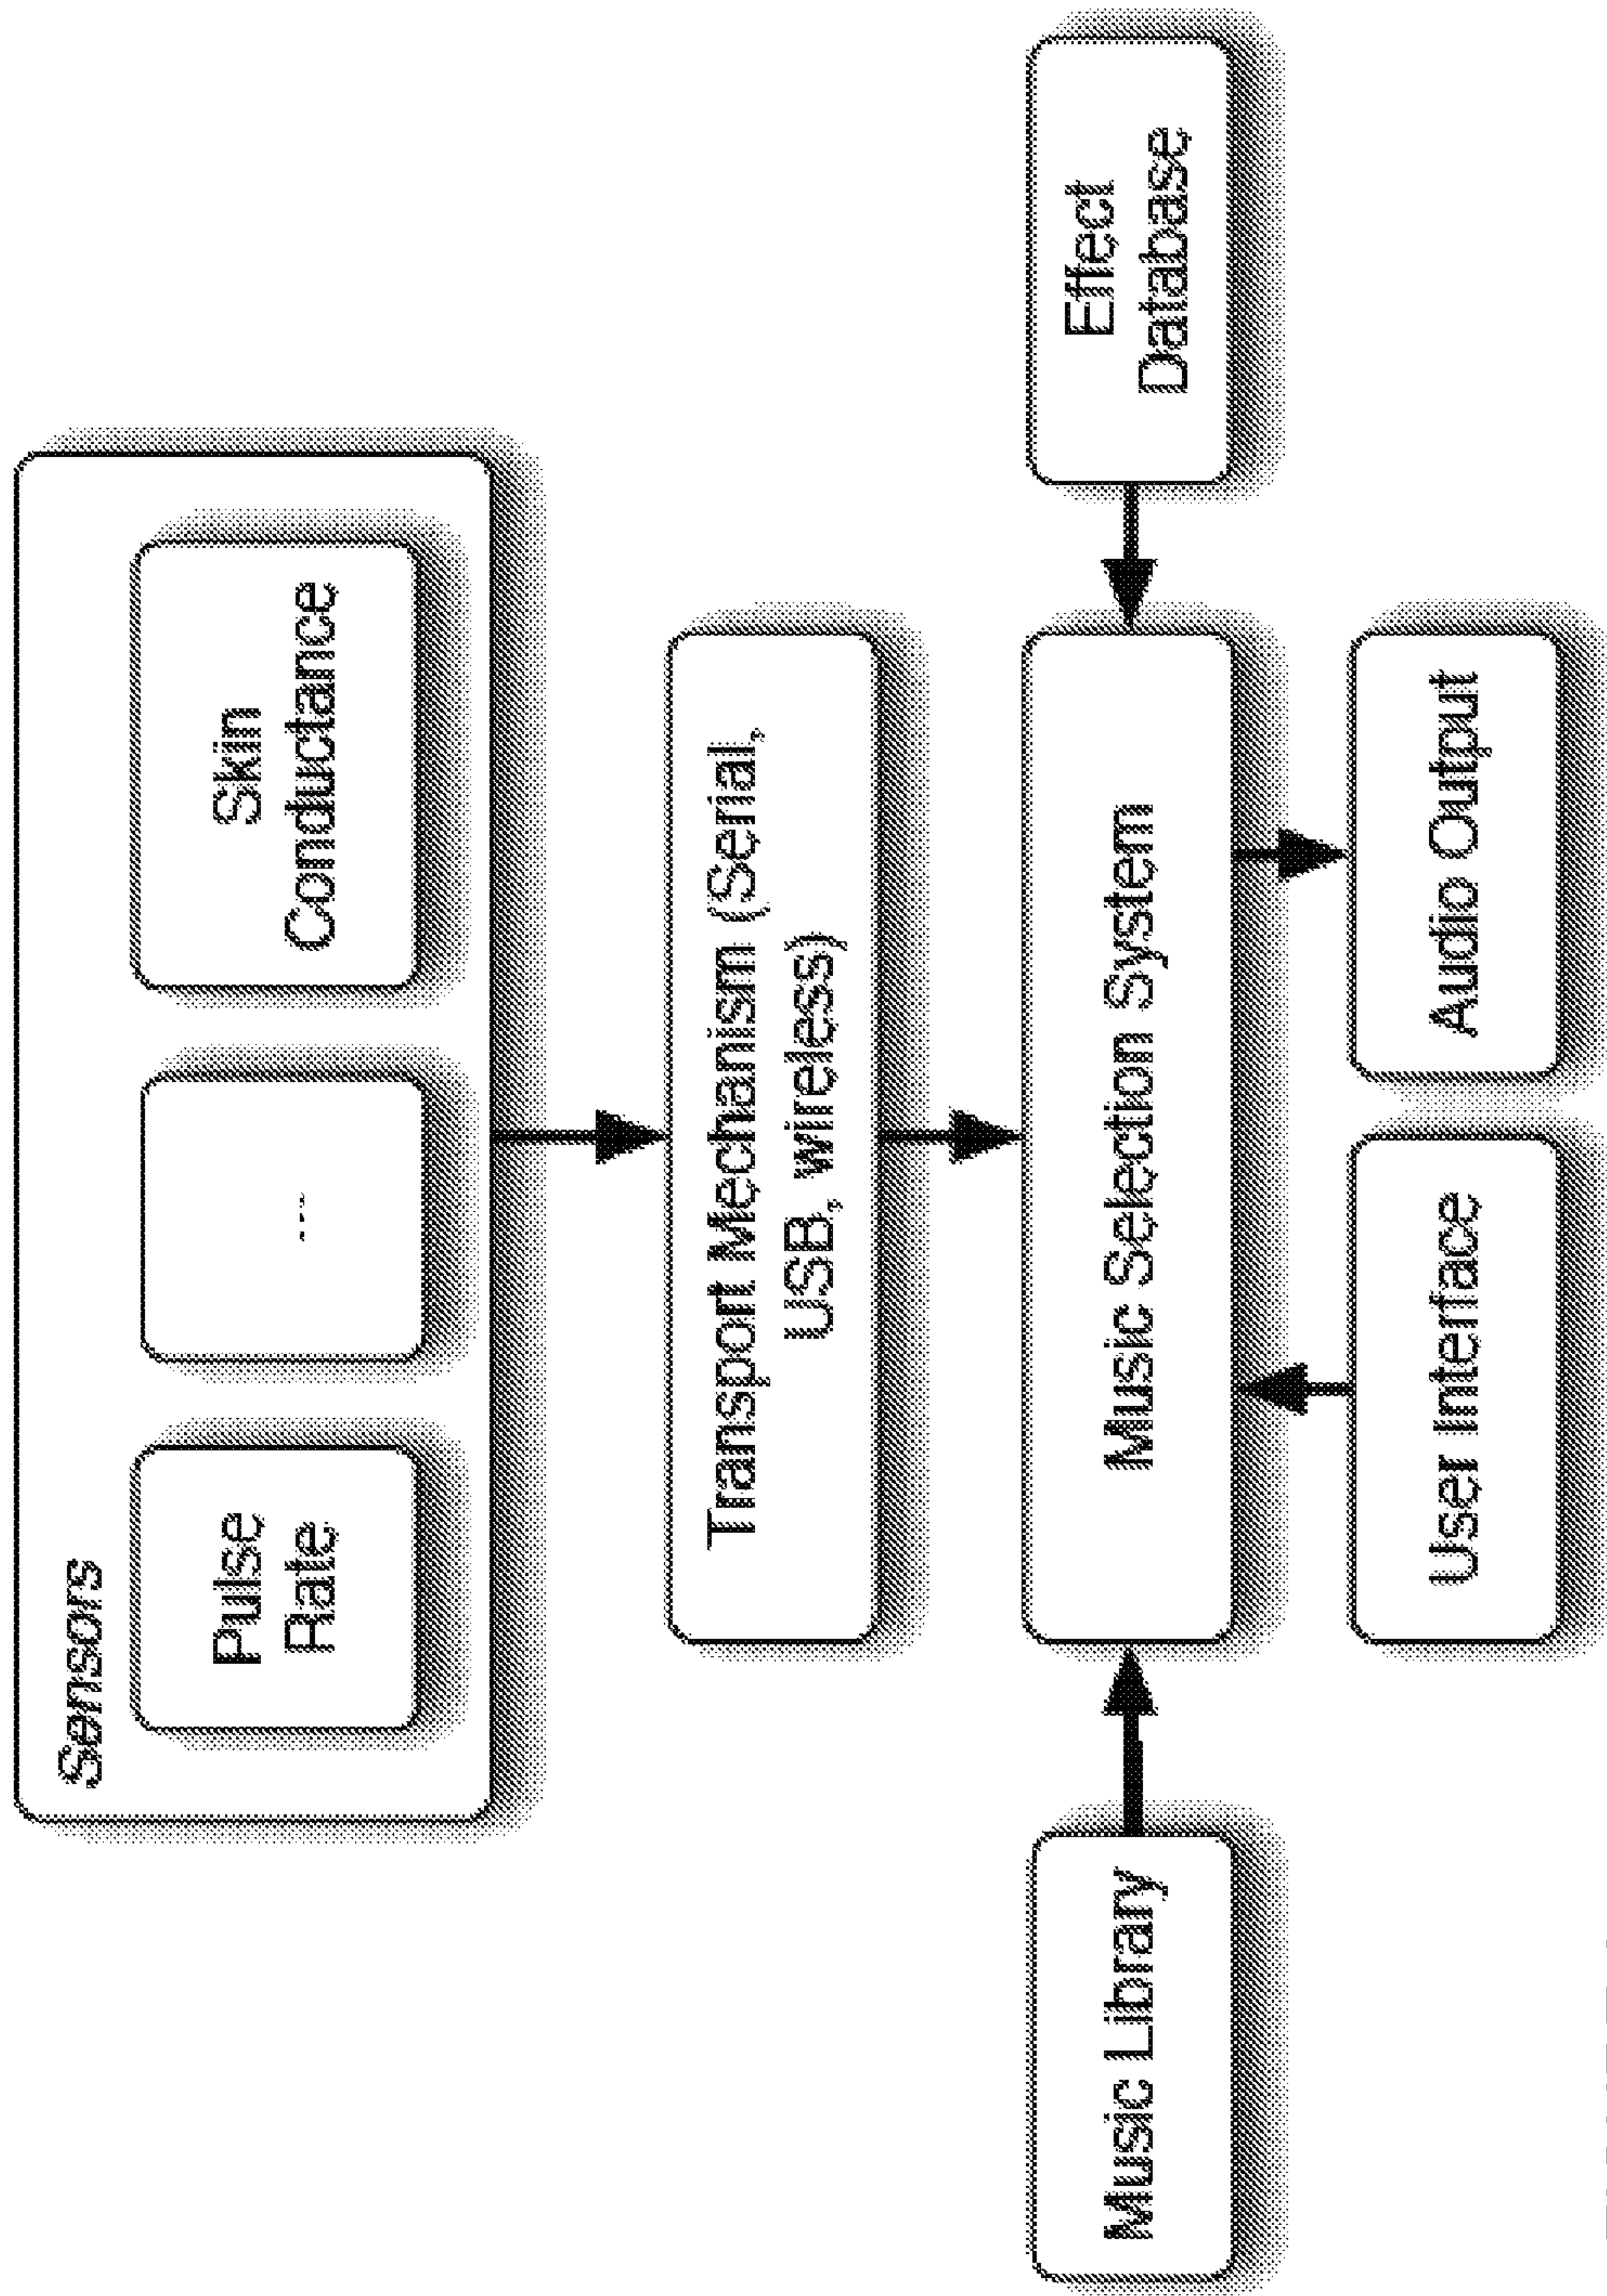 Sensors
Pulse
Rate
...
Skin
Conductance
Transport Mechanism (Serial,
USB, wireless)
Music Library
Music Selection System
Effect
Database
User Interface
Audio Output